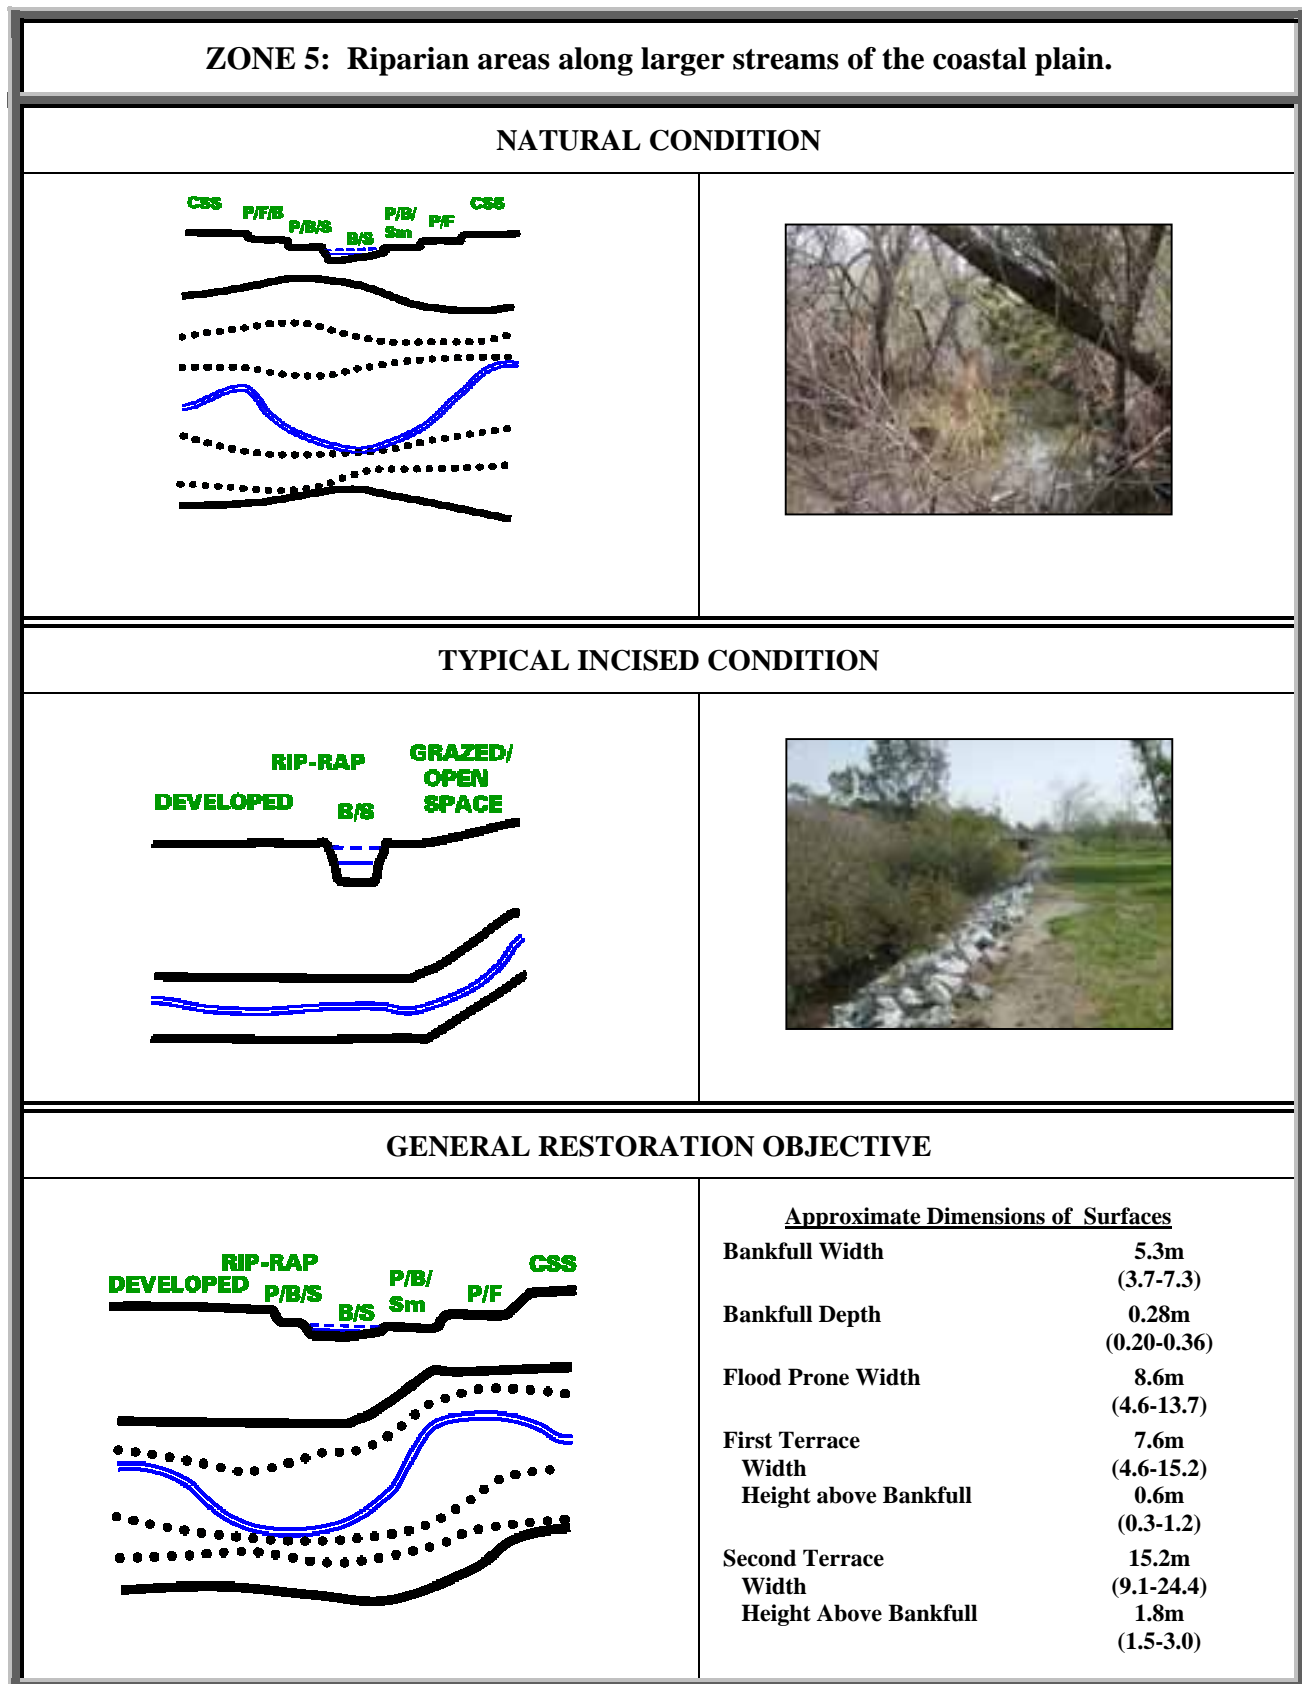 ZONE 5: Riparian areas along larger streams of the coastal plain.
NATURAL CONDITION
CSS
P/F/B
P/B/S
B/S
P/B/
Sm
P/F
CSS
TYPICAL INCISED CONDITION
DEVELOPED
RIP-RAP
B/S
GRAZED/
OPEN
SPACE
GENERAL RESTORATION OBJECTIVE
DEVELOPED
RIP-RAP
P/B/S
B/S
P/B/
Sm
P/F
CSS
Approximate Dimensions of Surfaces
Bankfull Width 5.3m
(3.7-7.3)
Bankfull Depth 0.28m
(0.20-0.36)
Flood Prone Width 8.6m
(4.6-13.7)
First Terrace 7.6m
Width (4.6-15.2)
Height above Bankfull 0.6m
(0.3-1.2)
Second Terrace 15.2m
Width (9.1-24.4)
Height Above Bankfull 1.8m
(1.5-3.0)